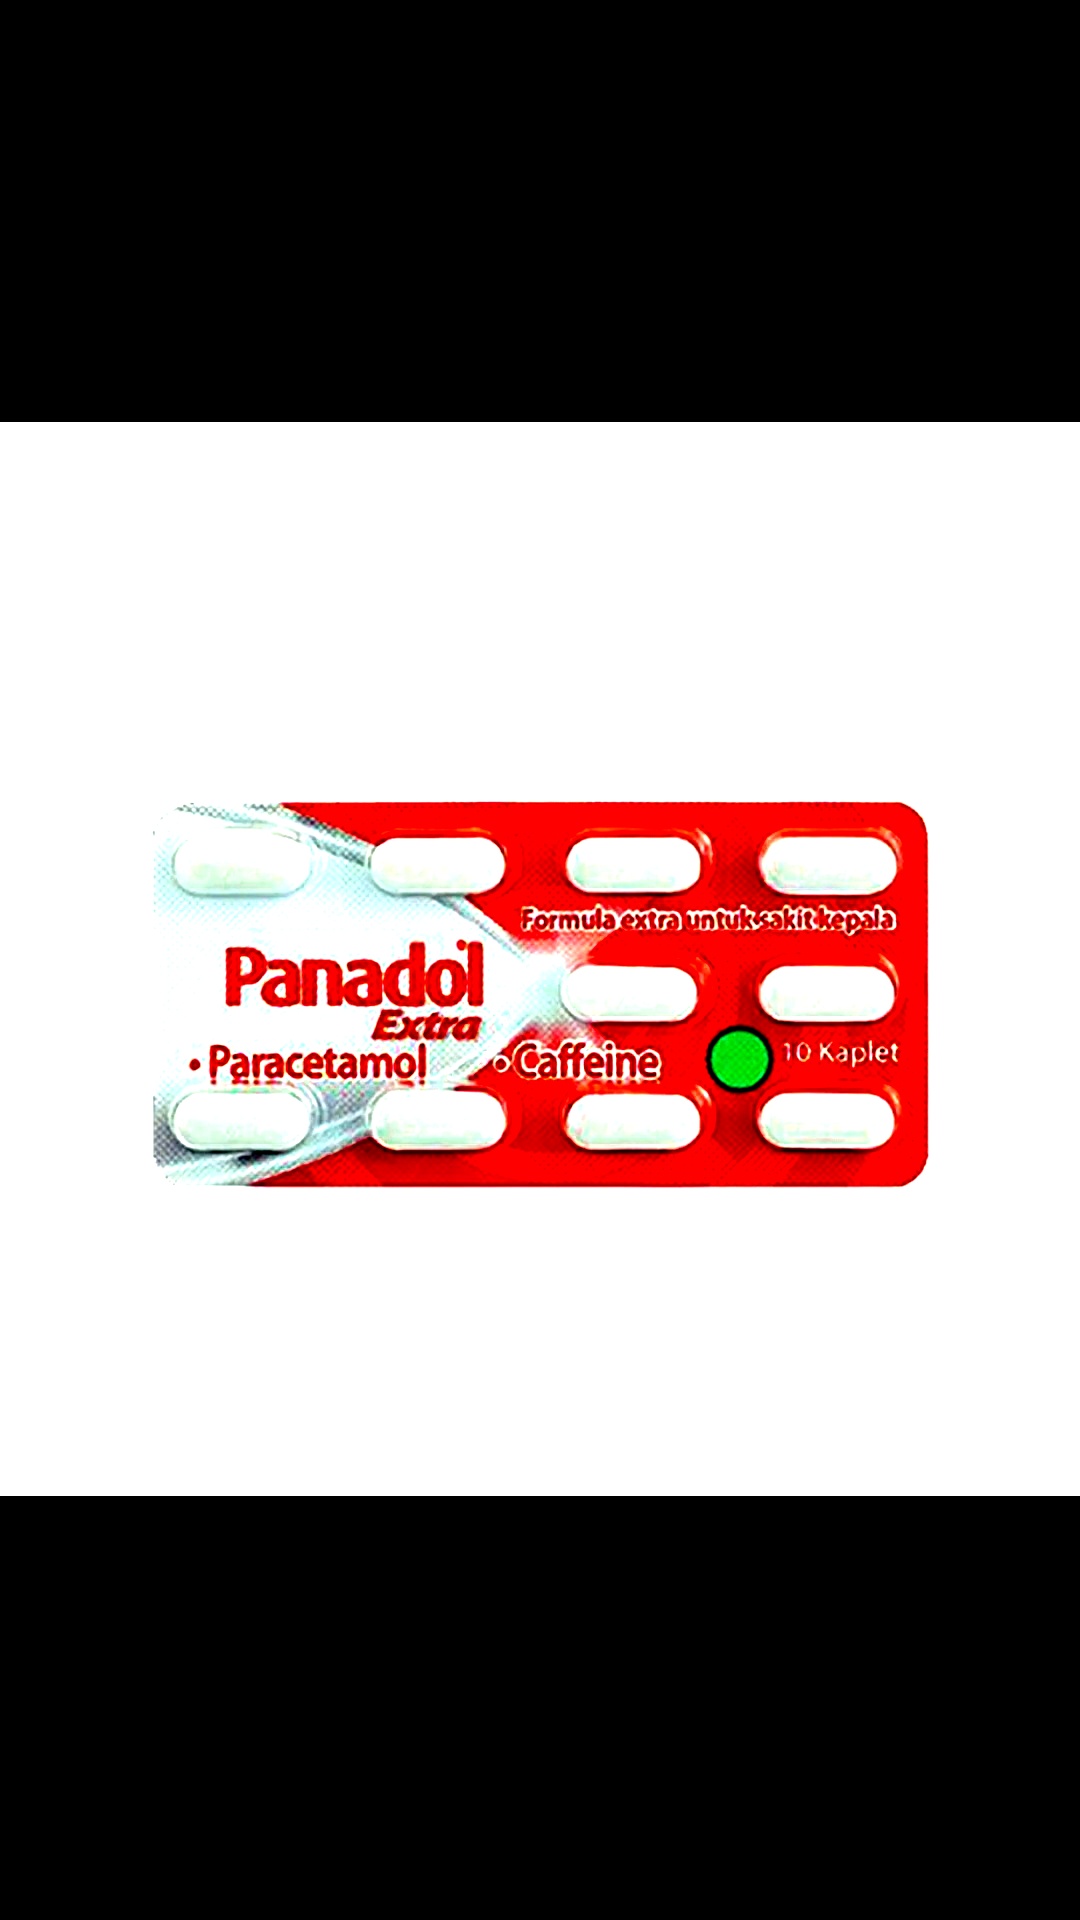 Formula extra untuk sakit kepala
Panadol
Extra
• Paracetamol • Caffeine
10 Kaplet